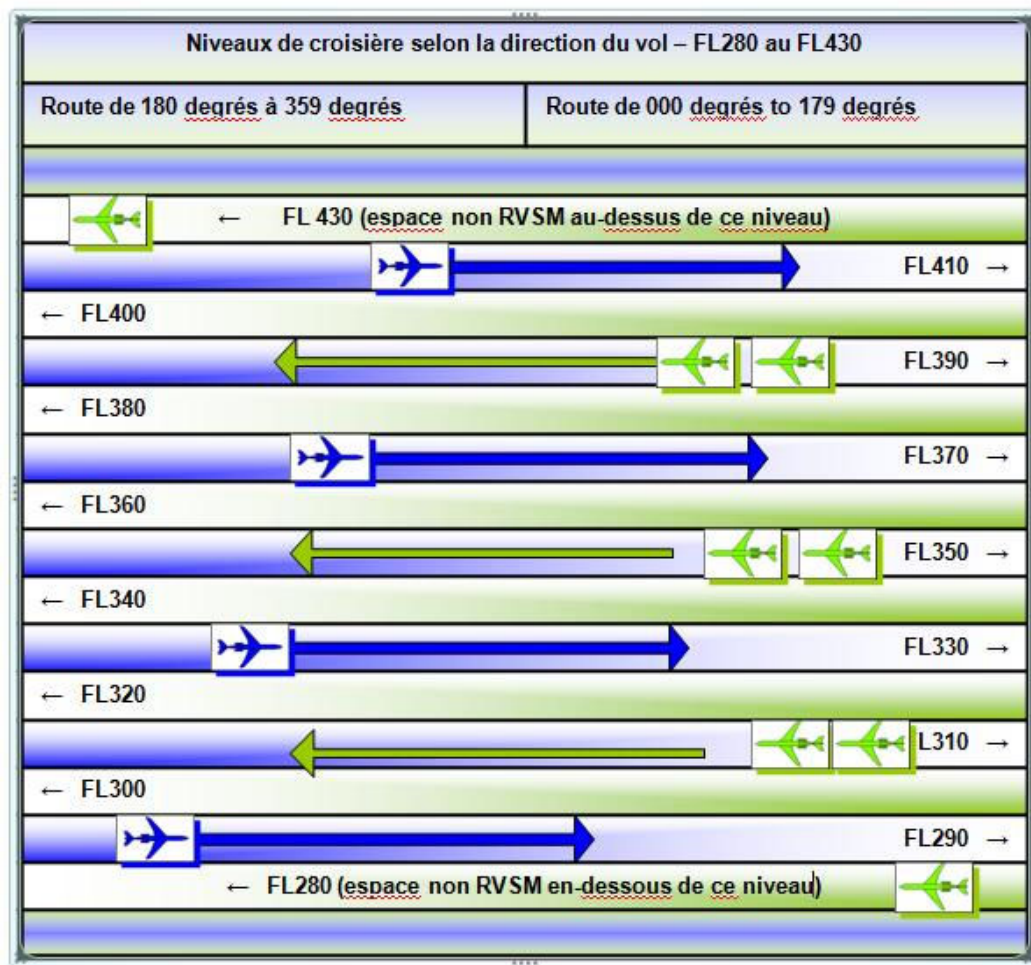 Niveaux de croisière selon la direction du vol – FL280 au FL430
Route de 180 degrés à 359 degrés
Route de 000 degrés to 179 degrés
← FL 430 (espace non RVSM au-dessus de ce niveau)
FL410 →
← FL400
FL390 →
← FL380
FL370 →
← FL360
FL350 →
← FL340
FL330 →
← FL320
L310 →
← FL300
FL290 →
← FL280 (espace non RVSM en-dessous de ce niveau)